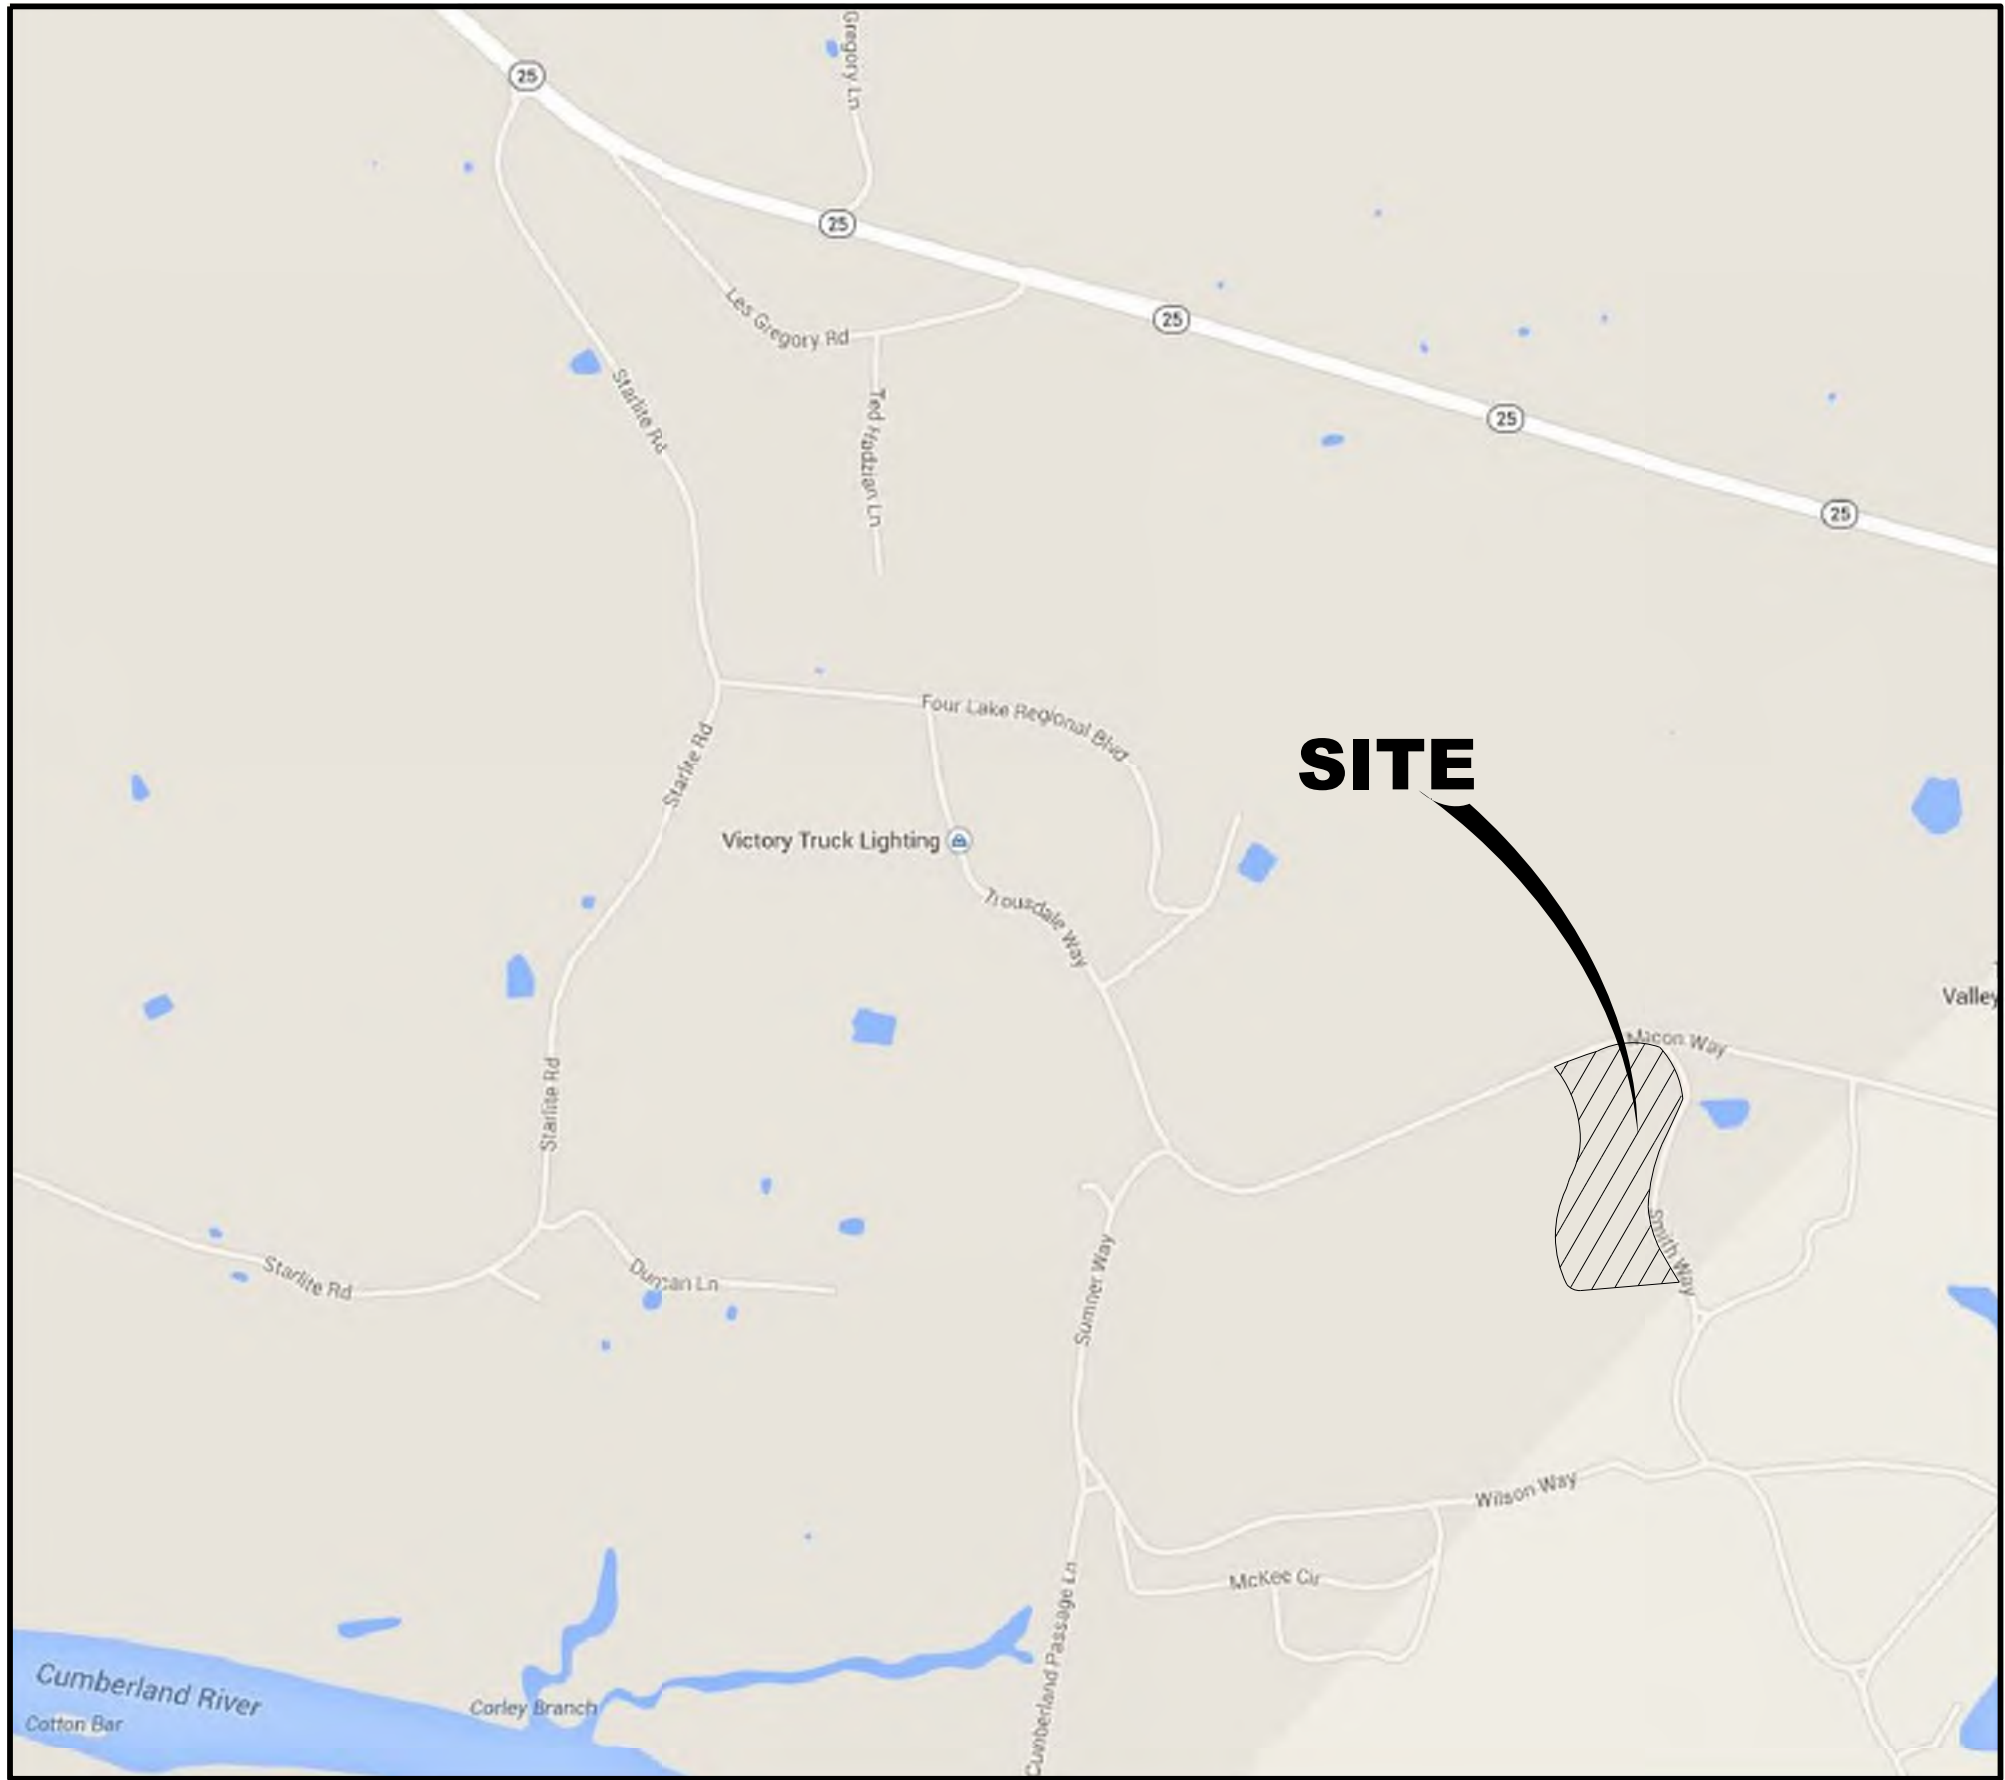 Gregory Ln
25
25
25
25
25
Les Gregory Rd
Starlite Rd
Ted Hudzian Ln
Four Lake Regional Blvd
Starlite Rd
SITE
Victory Truck Lighting
Trousdale Way
Valley
Macon Way
Starlite Rd
Smith Way
Sumner Way
Starlite Rd
Duncan Ln
Wilson Way
McKee Cir
Cumberland Passage Ln
Cumberland River
Corley Branch
Cotton Bar